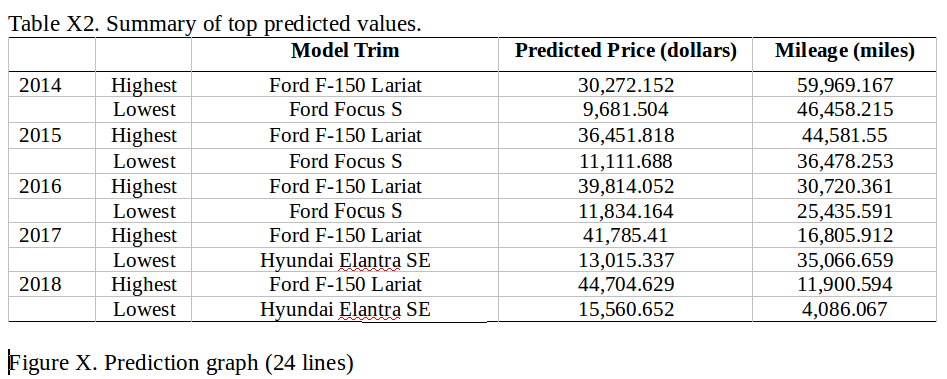 Table X2. Summary of top predicted values.
Model Trim Predicted Price (dollars) Mileage (miles)
2014 Highest Ford F-150 Lariat 30,272.152 59,969.167
Lowest Ford Focus S 9,681.504 46,458.215
2015 Highest Ford F-150 Lariat 36,451.818 44,581.55
Lowest Ford Focus S 11,111.688 36,478.253
2016 Highest Ford F-150 Lariat 39,814.052 30,720.361
Lowest Ford Focus S 11,834.164 25,435.591
2017 Highest Ford F-150 Lariat 41,785.41 16,805.912
Lowest Hyundai Elantra SE 13,015.337 35,066.659
2018 Highest Ford F-150 Lariat 44,704.629 11,900.594
Lowest Hyundai Elantra SE 15,560.652 4,086.067
Figure X. Prediction graph (24 lines)